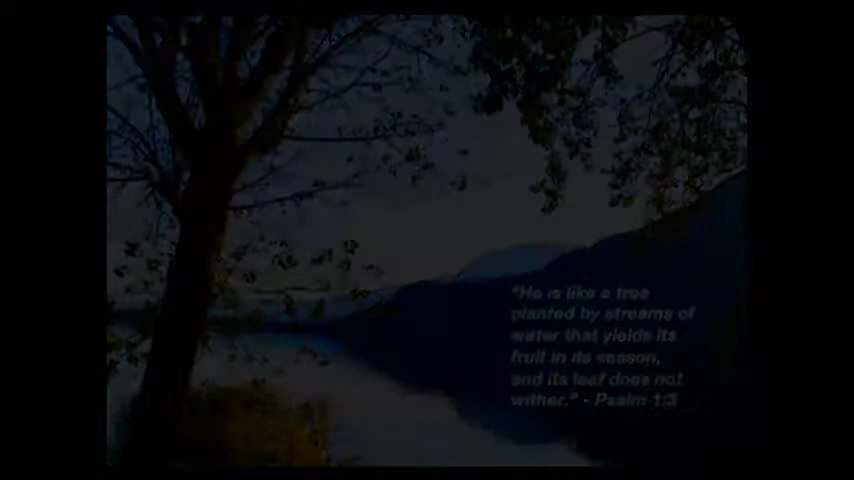 "He is like a tree
planted by streams of
water that yields its
fruit in its season,
and its leaf does not
wither." - Psalm 1:3